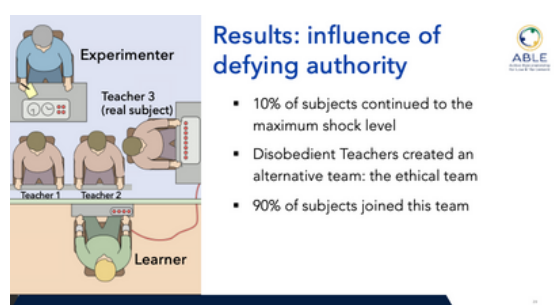 Experimenter
Teacher 3
(real subject)
Teacher 1
Teacher 2
Learner
Results: influence of
defying authority
ABLE
▪ 10% of subjects continued to the
maximum shock level
▪ Disobedient Teachers created an
alternative team: the ethical team
▪ 90% of subjects joined this team